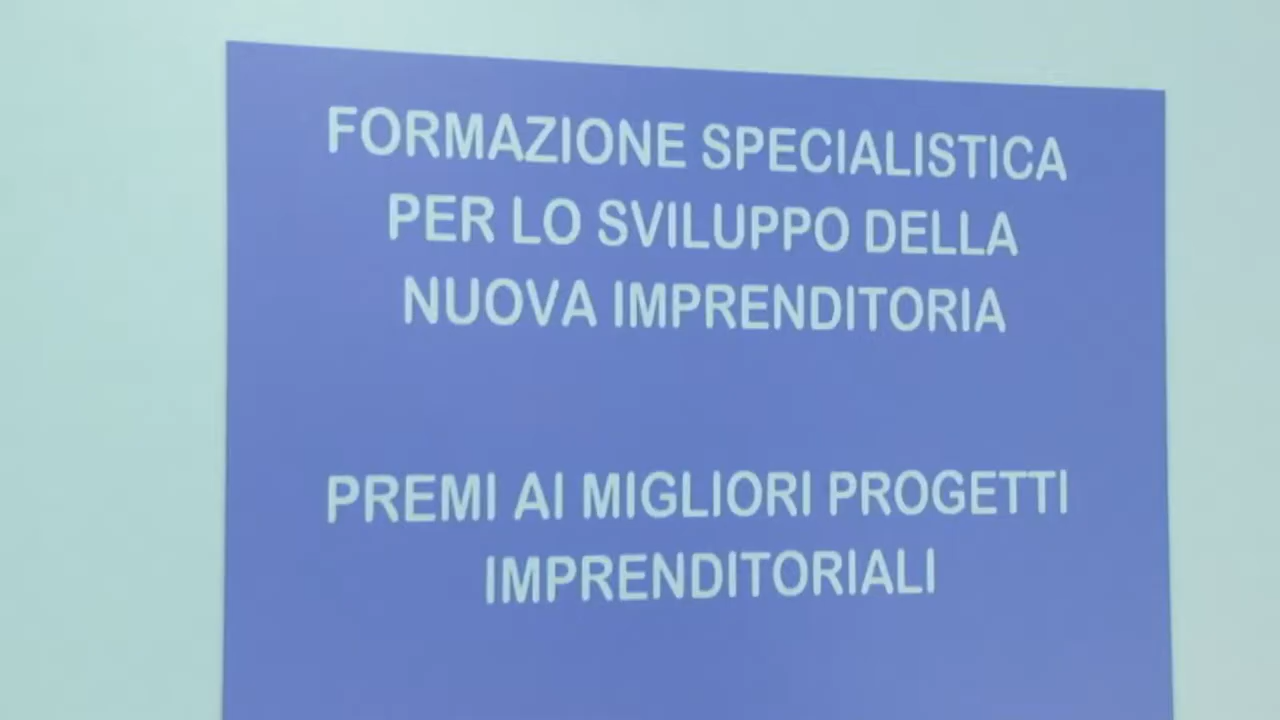 FORMAZIONE SPECIALISTICA
PER LO SVILUPPO DELLA
NUOVA IMPRENDITORIA
PREMI AI MIGLIORI PROGETTI
IMPRENDITORIALI